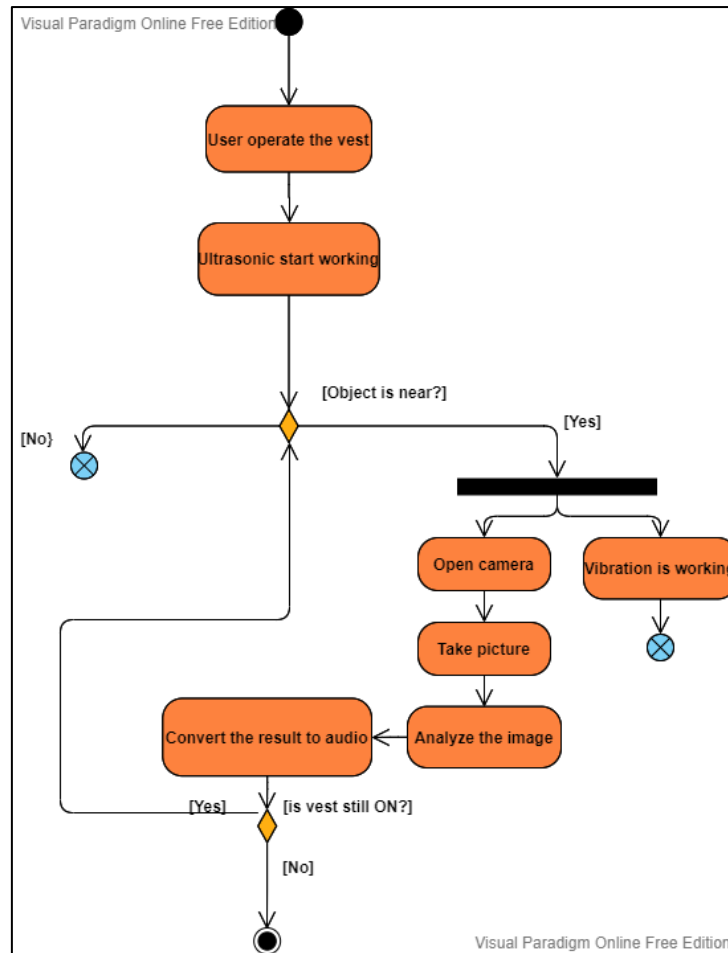 Visual Paradigm Online Free Edition
User operate the vest
Ultrasonic start working
[Object is near?]
[No}
[Yes]
Open camera
Vibration is working
Take picture
Convert the result to audio
Analyze the image
[Yes]
[is vest still ON?]
[No]
Visual Paradigm Online Free Edition